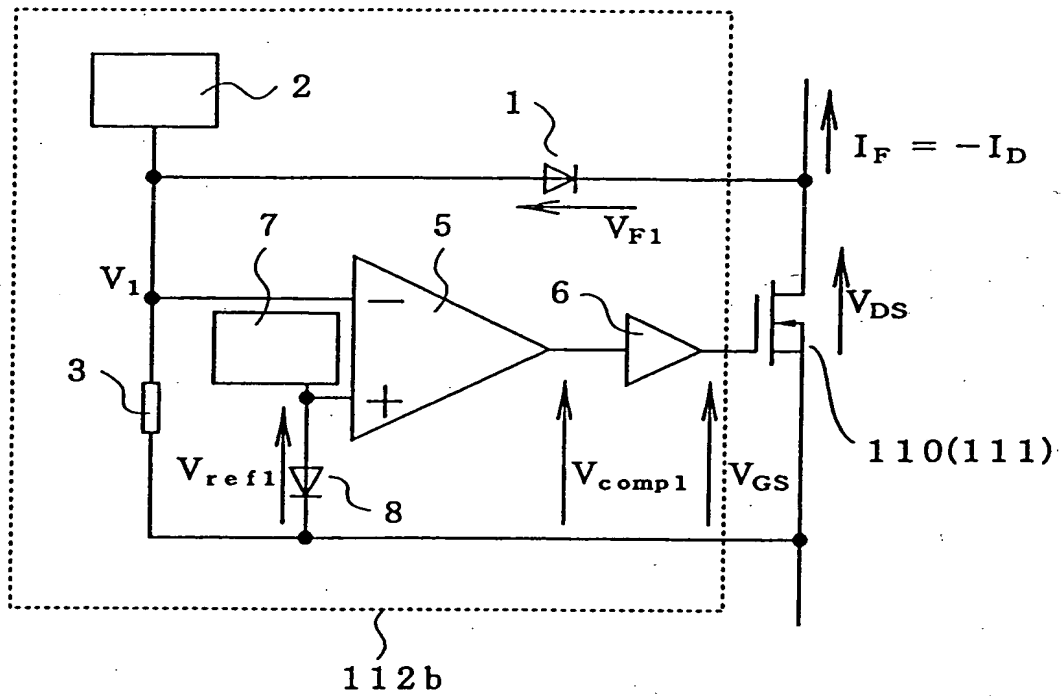 2
1
I_F = -I_D
V_F1
7
5
V_1
6
V_DS
3
V_ref1
8
V_comp1
V_GS
110(111)
112b